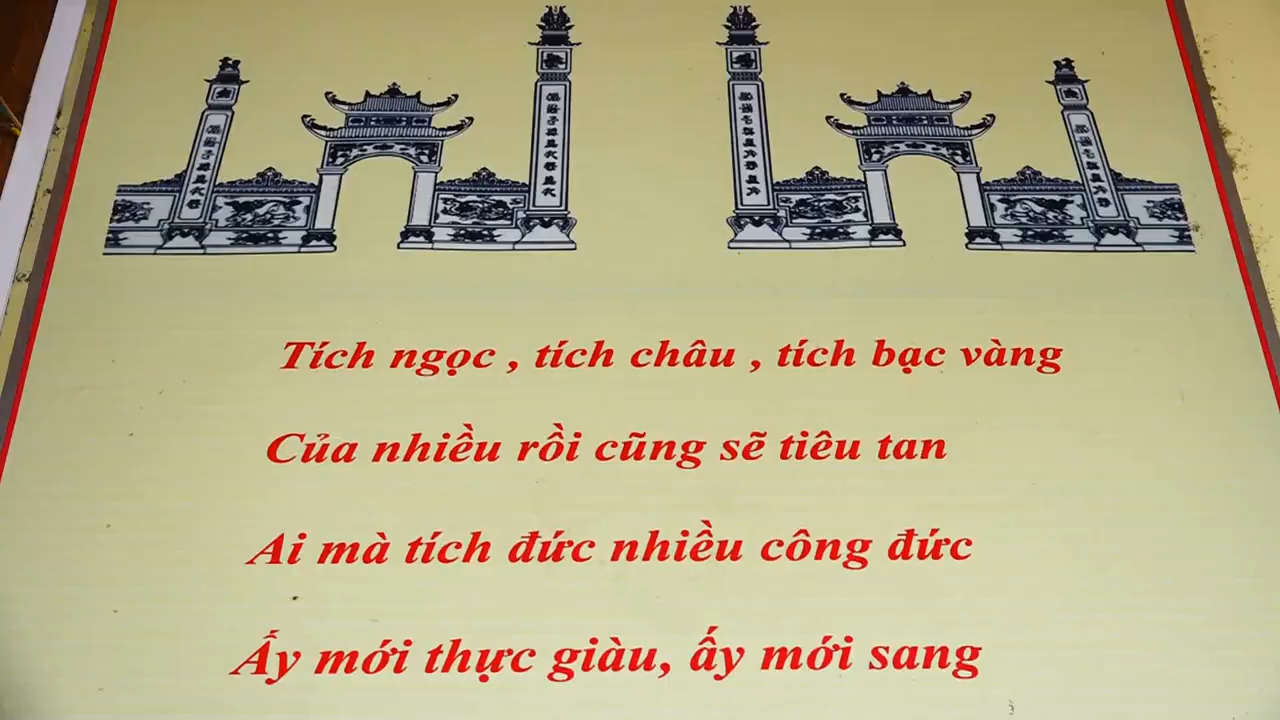 Tích ngọc , tích châu , tích bạc vàng
Của nhiều rồi cũng sẽ tiêu tan
Ai mà tích đức nhiều công đức
Ấy mới thực giàu, ấy mới sang